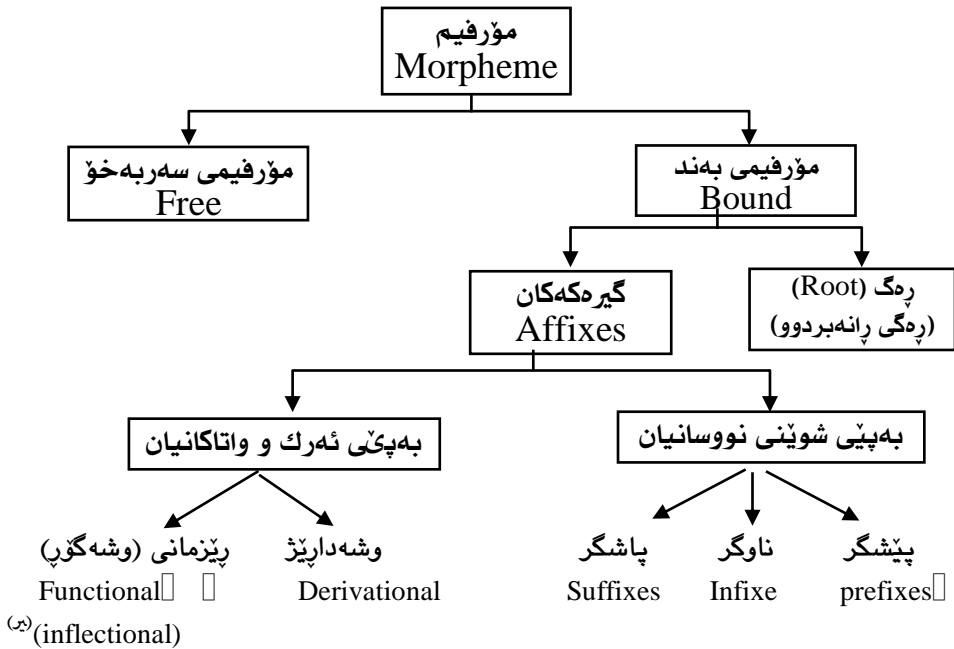 مۆرفیم
Morpheme
مۆرفیمی بەند
Bound
مۆرفیمی سەربەخۆ
Free
ڕەگ (Root)
(ڕەگی ڕانەبردوو)
گیرەکەکان
Affixes
بەپێی شوێنی نووسانیان
بەپێی ئەرك و واتاکانیان
پێشگر
prefixes
ناوگر
Infixe
پاشگر
Suffixes
وشەداڕێژ
Derivational
ڕێزمانی (وشەگۆڕ)
Functional
(inflectional)